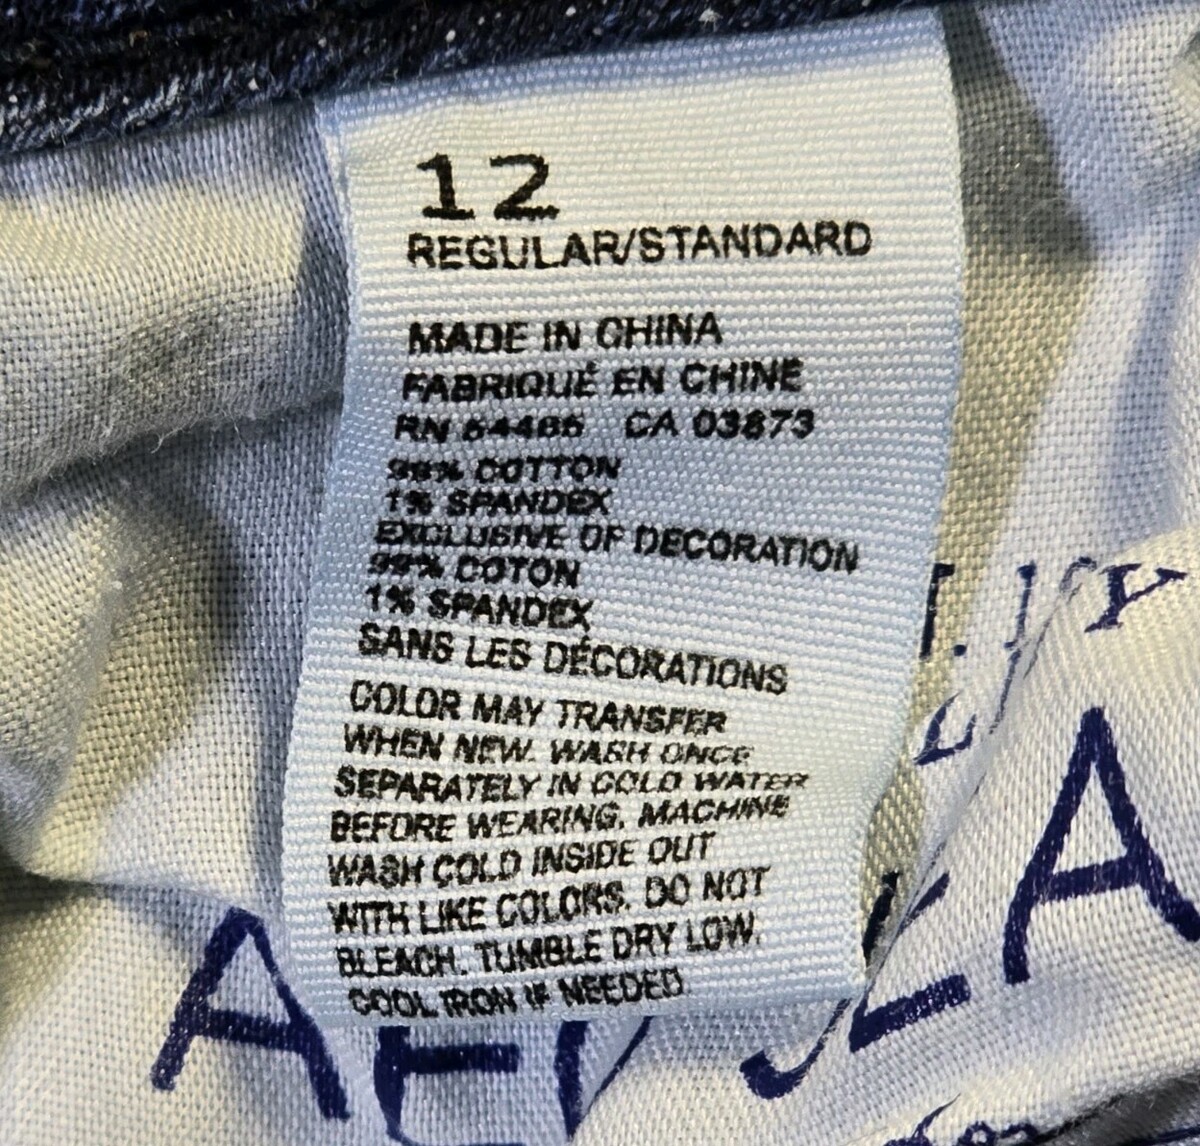 12
REGULAR/STANDARD
MADE IN CHINA
FABRIQUÉ EN CHINE
RN 54486 CA 03873
99% COTTON
1% SPANDEX
EXCLUSIVE OF DECORATION
99% COTON
1% SPANDEX
SANS LES DÉCORATIONS
COLOR MAY TRANSFER
WHEN NEW. WASH ONCE
SEPARATELY IN COLD WATER
BEFORE WEARING. MACHINE
WASH COLD INSIDE OUT
WITH LIKE COLORS. DO NOT
BLEACH. TUMBLE DRY LOW.
COOL IRON IF NEEDED